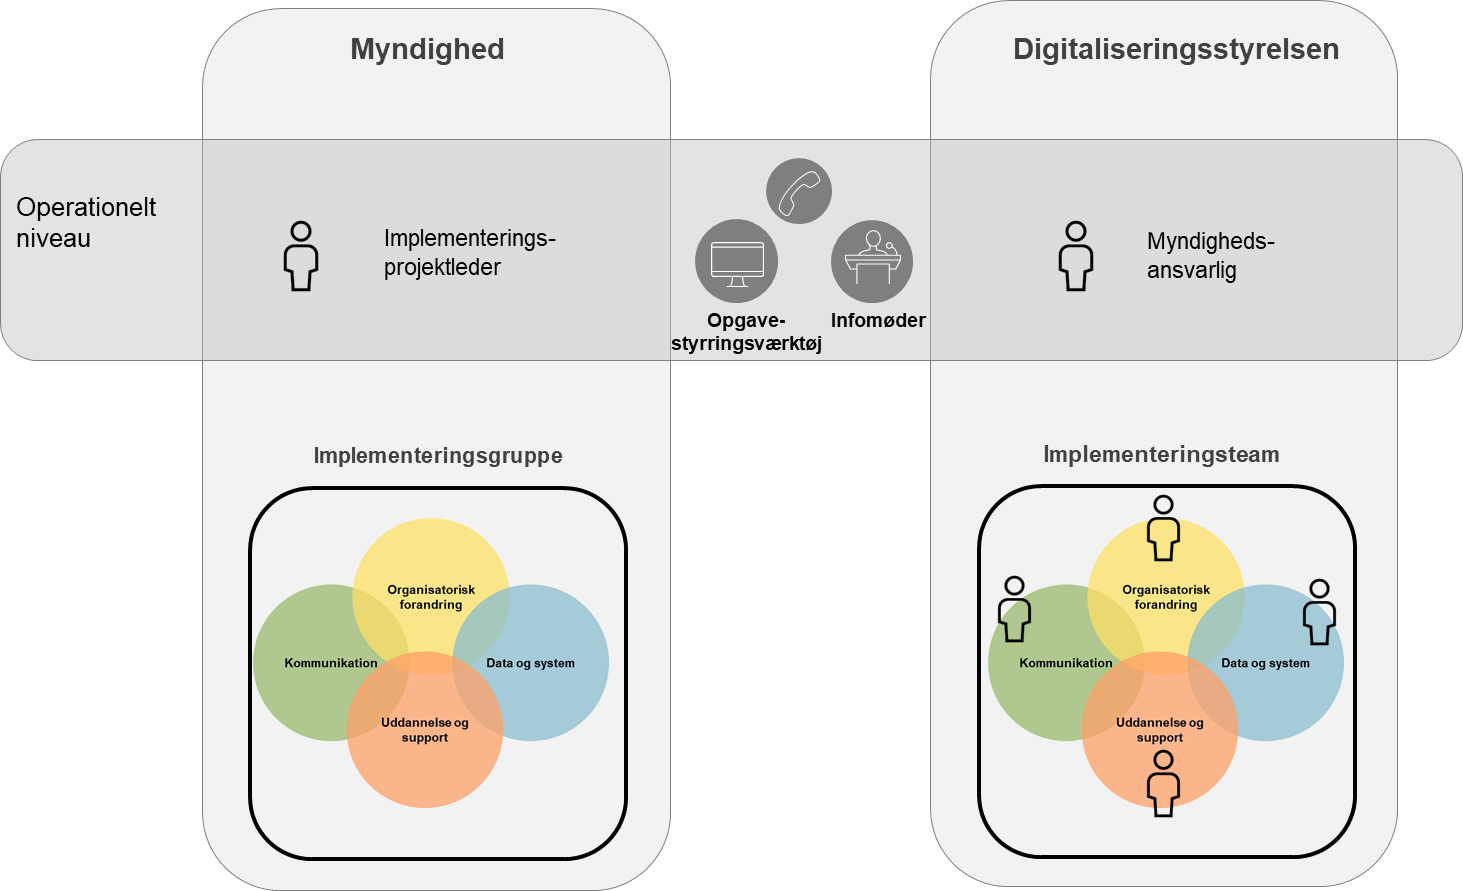 Myndighed
Digitaliseringsstyrelsen
Operationelt
niveau
Implementerings-
projektleder
Opgave-
styrringsværktøj
Infomøder
Myndigheds-
ansvarlig
Implementeringsgruppe
Organisatorisk
forandring
Kommunikation
Data og system
Uddannelse og
support
Implementeringsteam
Organisatorisk
forandring
Kommunikation
Data og system
Uddannelse og
support